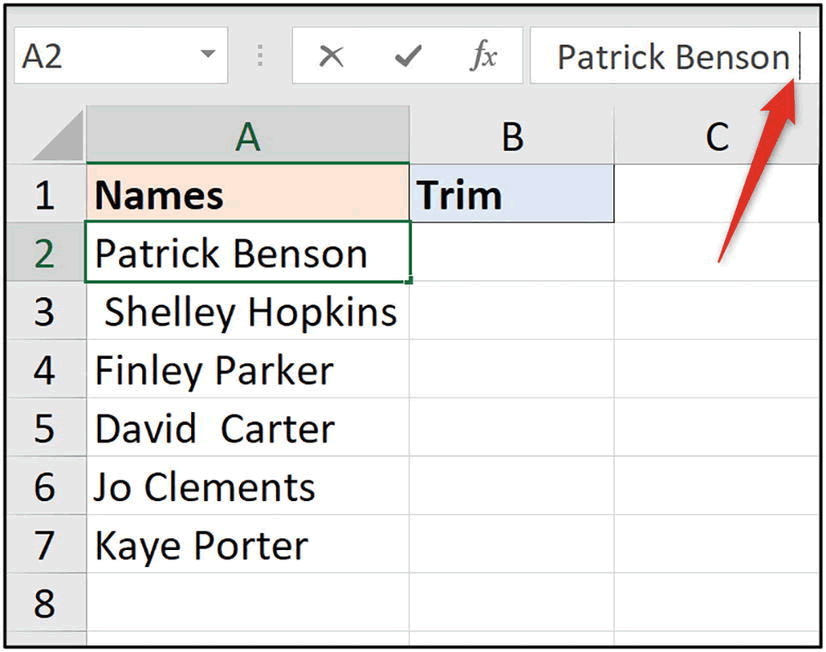 A2 fx Patrick Benson
A B C
1 Names Trim
2 Patrick Benson
3  Shelley Hopkins
4 Finley Parker
5 David  Carter
6 Jo Clements
7 Kaye Porter
8